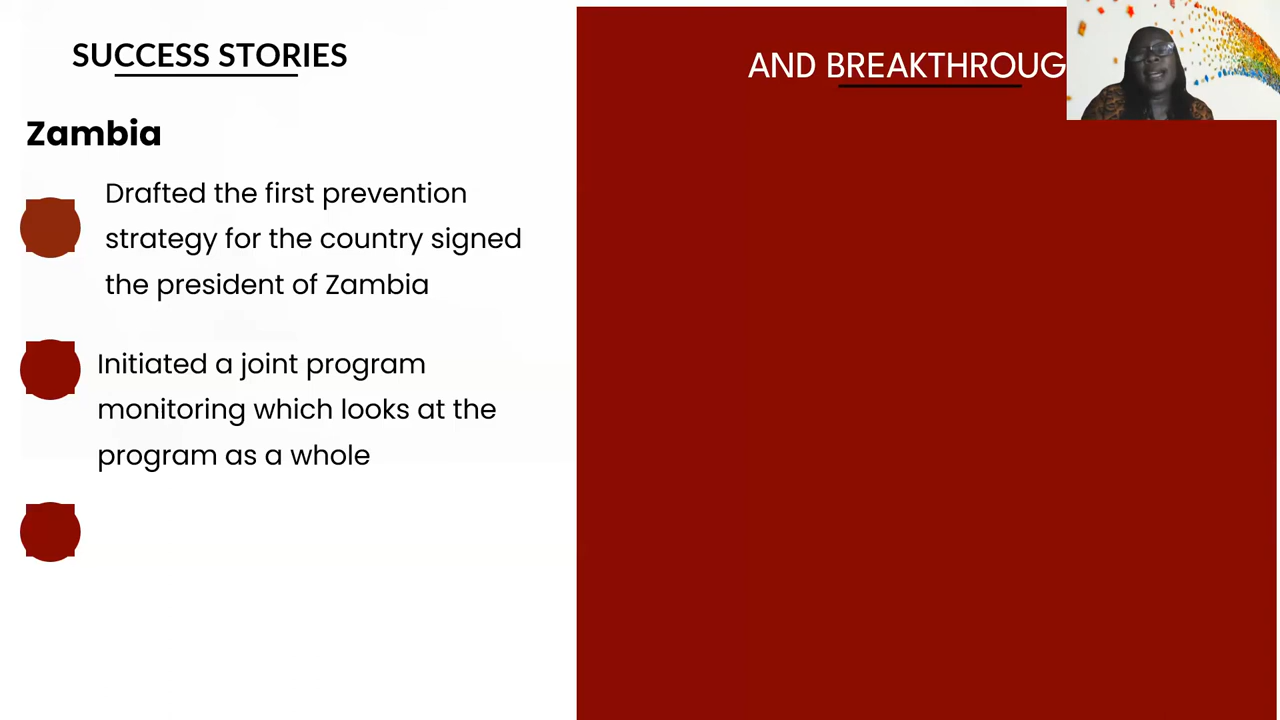 SUCCESS STORIES
AND BREAKTHROUG
Zambia
Drafted the first prevention
strategy for the country signed
the president of Zambia
Initiated a joint program
monitoring which looks at the
program as a whole